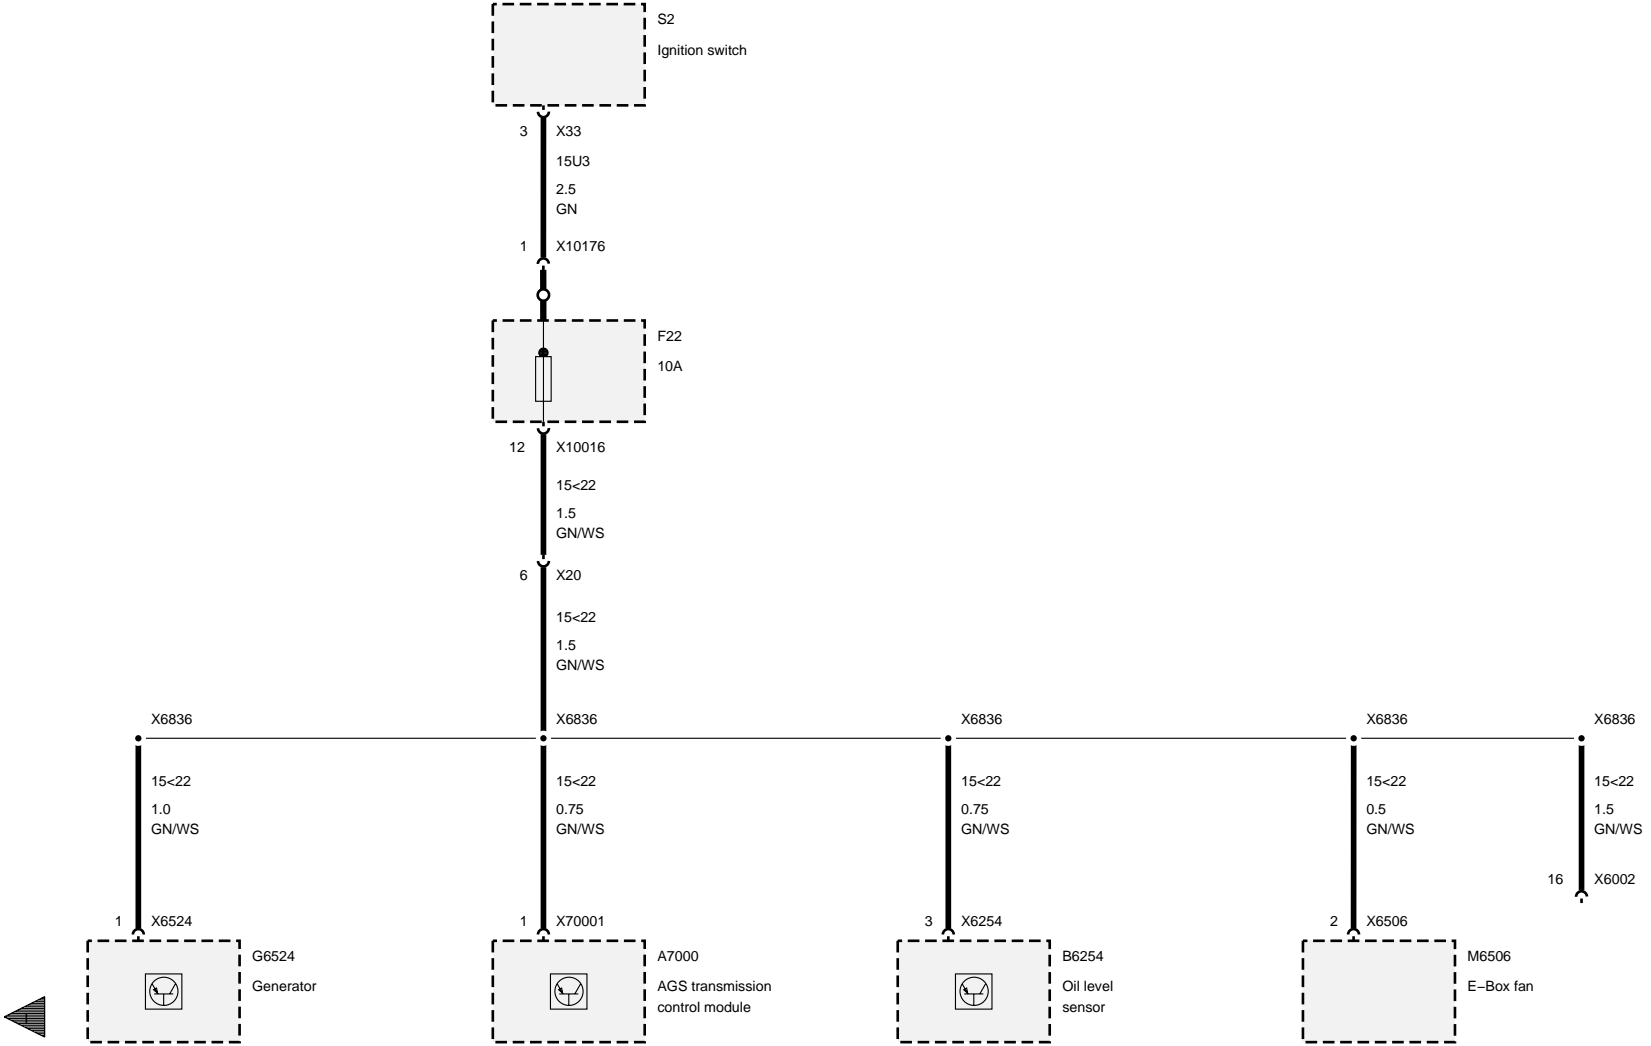 S2
Ignition switch
3 X33
15U3
2.5
GN
1 X10176
F22
10A
12 X10016
15<22
1.5
GN/WS
6 X20
15<22
1.5
GN/WS
X6836 X6836 X6836 X6836 X6836
15<22 15<22 15<22 15<22 15<22
1.0 0.75 0.75 0.5 1.5
GN/WS GN/WS GN/WS GN/WS GN/WS
16 X6002
1 X6524 1 X70001 3 X6254 2 X6506
G6524 A7000 B6254 M6506
Generator AGS transmission Oil level E−Box fan
control module sensor